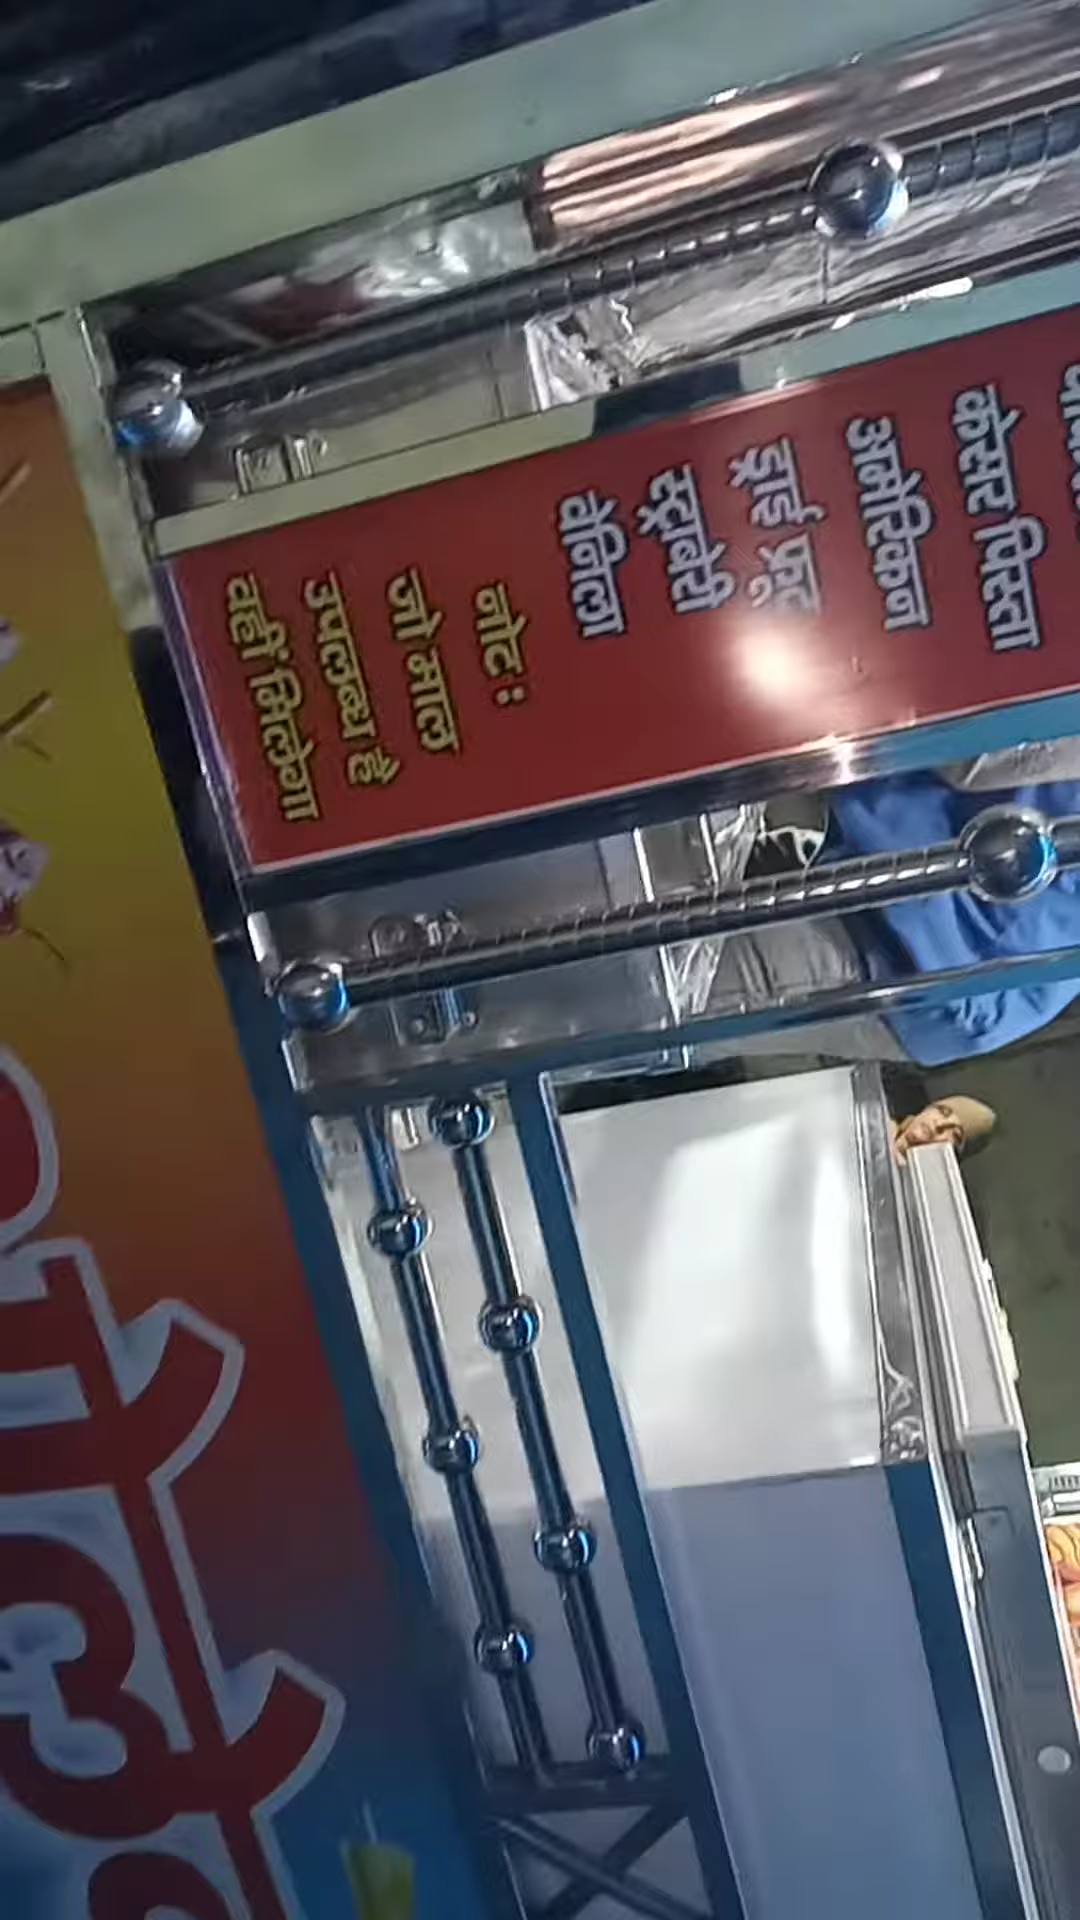 केसर पिस्ता
अमेरिकन
ड्राई फ्रूट
स्ट्राबेरी
वेनिला
नोट :
जो माल
उपलब्ध है
वहीं मिलेगा